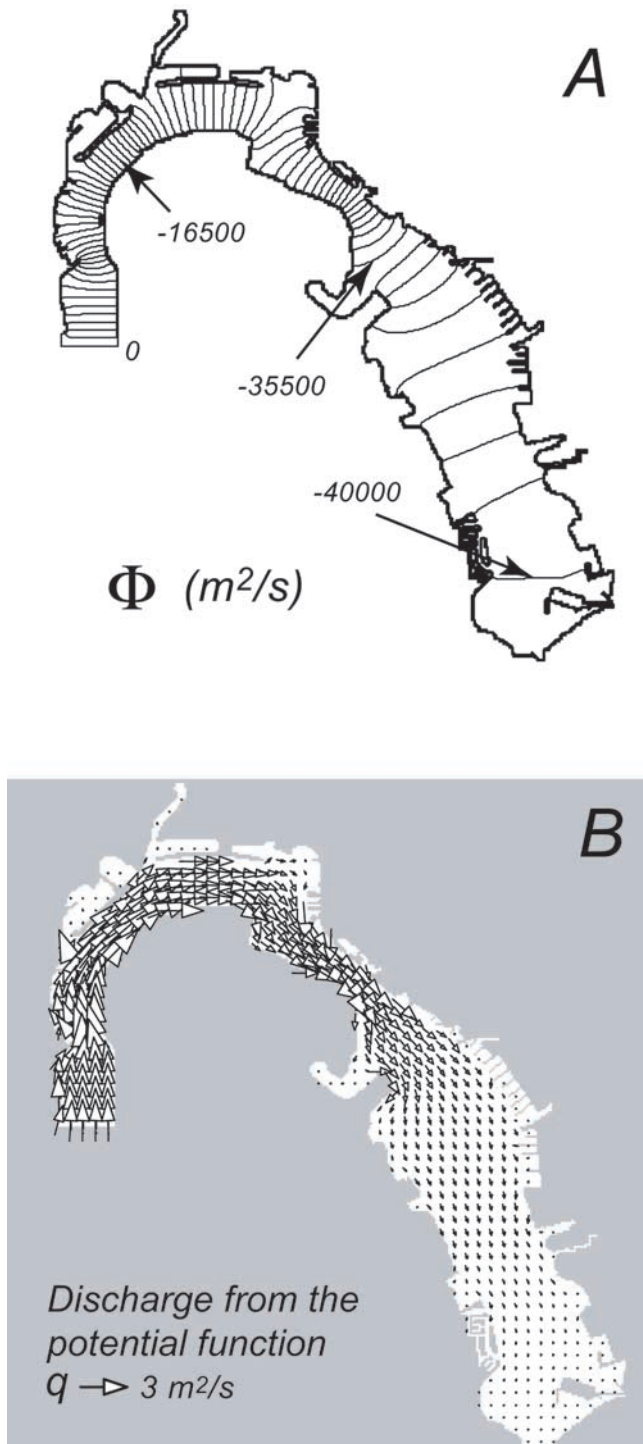 A
-16500
0
-35500
-40000
Φ (m²/s)
B
Discharge from the
potential function
q 3 m²/s